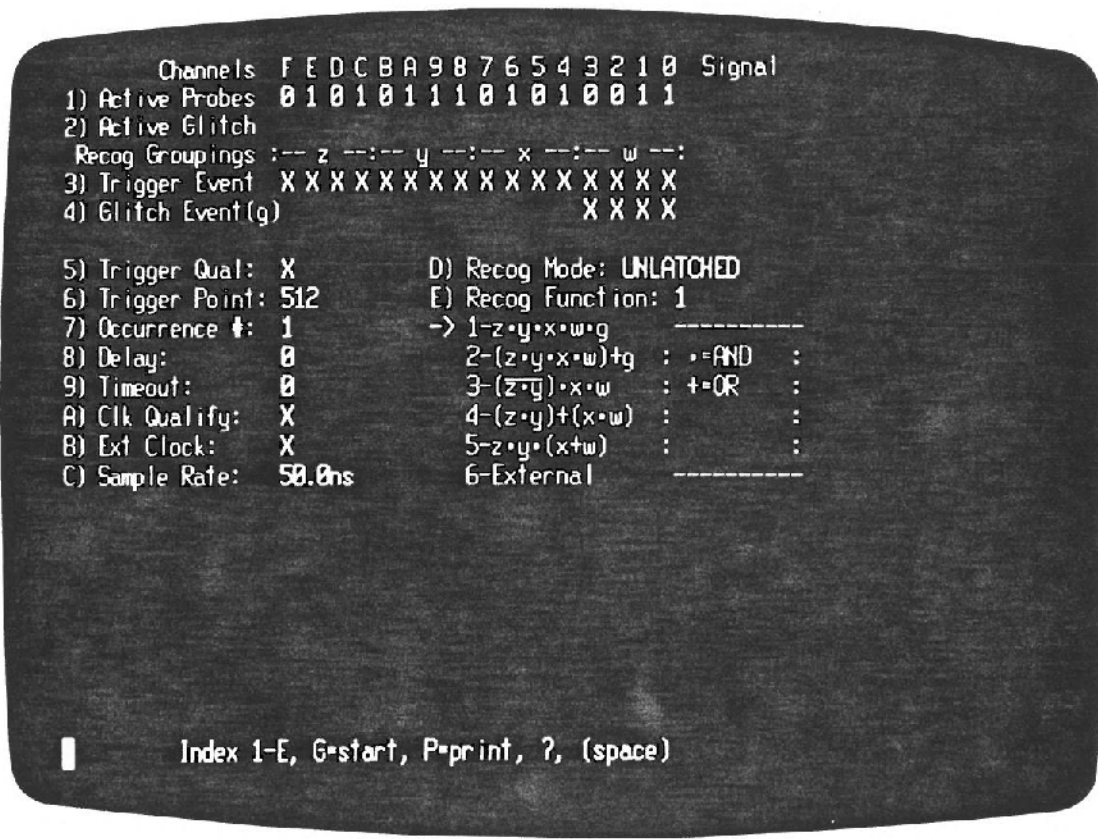 Channels F E D C B A 9 8 7 6 5 4 3 2 1 0 Signal
1) Active Probes 0 1 0 1 0 1 1 1 0 1 0 1 0 0 1 1
2) Active Glitch
Recog Groupings :-- z --:-- y --:-- x --:-- w --:
3) Trigger Event X X X X X X X X X X X X X X X X
4) Glitch Event(g) X X X X
5) Trigger Qual: X D) Recog Mode: UNLATCHED
6) Trigger Point: 512 E) Recog Function: 1
7) Occurrence #: 1 -> 1-z·y·x·w·g ----------
8) Delay: 0 2-(z·y·x·w)+g : ·=AND :
9) Timeout: 0 3-(z̅·̅y̅)·x·w : +=OR :
A) Clk Qualify: X 4-(z·y)+(x·w) : :
B) Ext Clock: X 5-z·y·(x+w) : :
C) Sample Rate: 50.0ns 6-External ----------
Index 1-E, G=start, P=print, ?, (space)